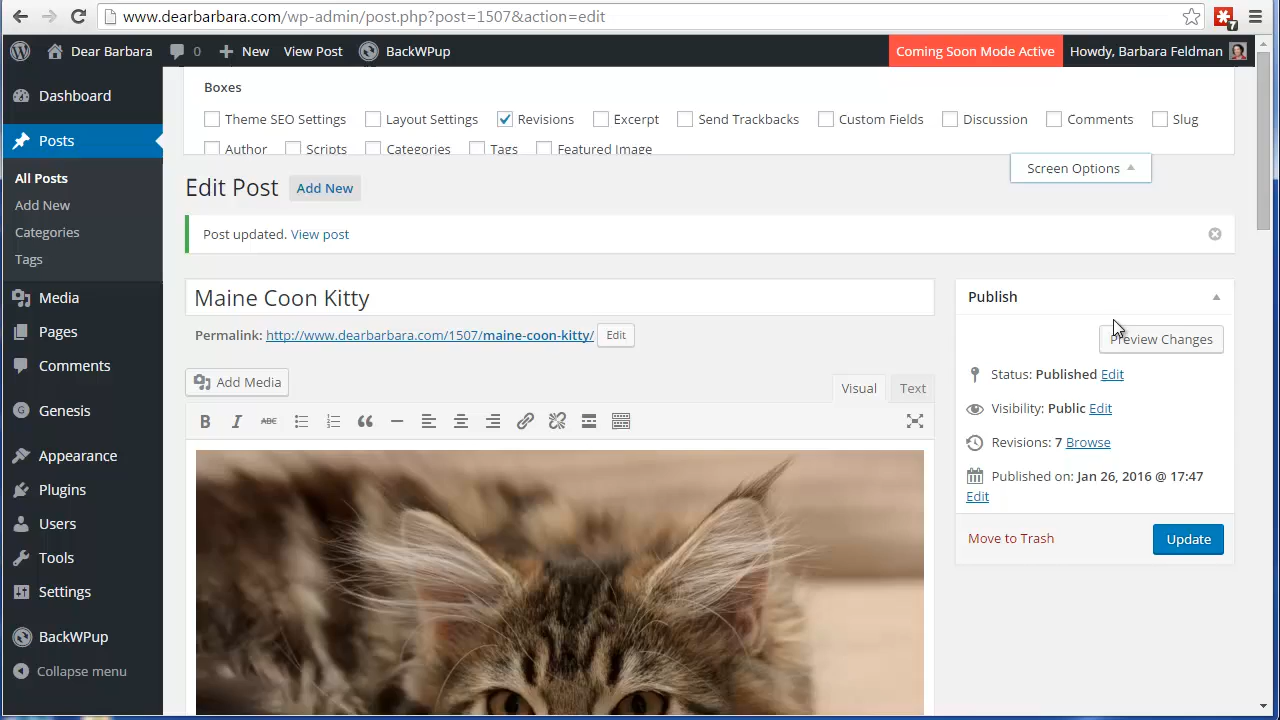 www.dearbarbara.com/wp-admin/post.php?post=1507&action=edit
7
Dear Barbara 0 New View Post BackWPup Coming Soon Mode Active Howdy, Barbara Feldman
Boxes
Theme SEO Settings Layout Settings Revisions Excerpt Send Trackbacks Custom Fields Discussion Comments Slug
Author Scripts Categories Tags Featured Image
Screen Options
Dashboard
Posts
All Posts
Add New
Categories
Tags
Media
Pages
Comments
Genesis
Appearance
Plugins
Users
Tools
Settings
BackWPup
Collapse menu
Edit Post Add New
Post updated. View post
Maine Coon Kitty
Permalink: http://www.dearbarbara.com/1507/maine-coon-kitty/ Edit
Add Media
Visual Text
B I ABC
Publish
Preview Changes
Status: Published Edit
Visibility: Public Edit
Revisions: 7 Browse
Published on: Jan 26, 2016 @ 17:47
Edit
Move to Trash Update